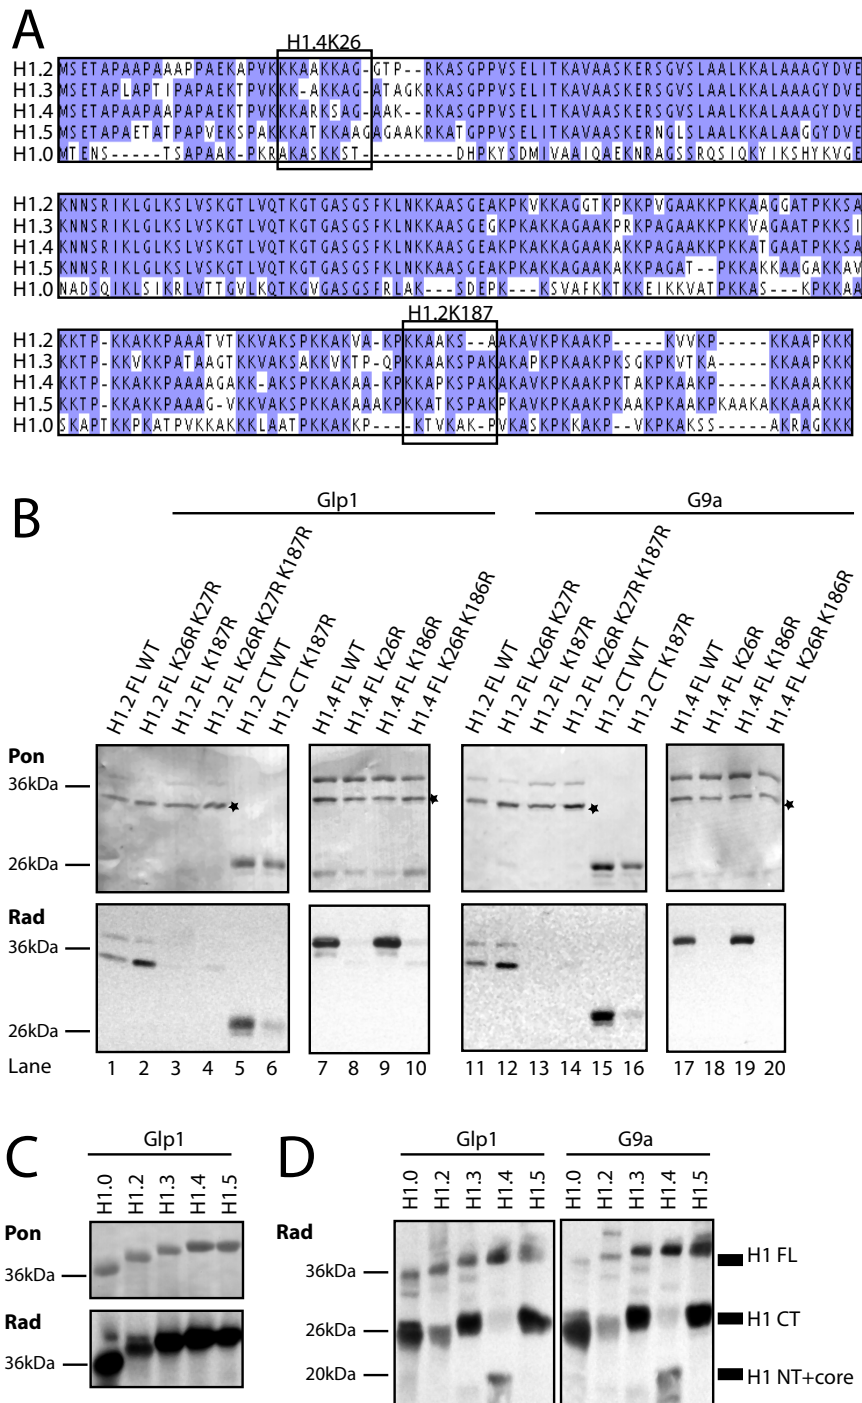 A
H1.4K26
H1.2 MSETAPAAPAAAPPAEKAPVKKKAAKKAG-GTP--RKASGPPVSELITKAVAASKERSGVSLAALKKALAAAGYDVE
H1.3 MSETAPLAPTIPAPAEKTPVKKK-AKKAG-ATAGKRKASGPPVSELITKAVAASKERSGVSLAALKKALAAAGYDVE
H1.4 MSETAPAAPAAPAPAEKTPVKKKARKSAG-AAK--RKASGPPVSELITKAVAASKERSGVSLAALKKALAAAGYDVE
H1.5 MSETAPAETATPAPVEKSPAKKKATKKAAGAGAAKRKATGPPVSELITKAVAASKERNGLSLAALKKALAAGGYDVE
H1.0 MTENS-----TSAPAAK-PKRAKASKKST--------DHPKYSDMIVAAIQAEKNRAGSSRQSIQKYIKSHYKVGE
H1.2 KNNSRIKLGLKSLVSKGTLVQTKGTGASGSFKLNKKAASGEAKPKVKKAGGTKPKKPVGAAKKPKKAAGGATPKKSA
H1.3 KNNSRIKLGLKSLVSKGTLVQTKGTGASGSFKLNKKAASGEGKPKAKKAGAAKPRKPAGAAKKPKKVAGAATPKKSI
H1.4 KNNSRIKLGLKSLVSKGTLVQTKGTGASGSFKLNKKAASGEAKPKAKKAGAAKAKKPAGAAKKPKKATGAATPKKSA
H1.5 KNNSRIKLGLKSLVSKGTLVQTKGTGASGSFKLNKKAASGEAKPKAKKAGAAKAKKPAGAT--PKKAKKAAGAKKAV
H1.0 NADSQIKLSIKRLVTTGVLKQTKGVGASGSFRLAK---SDEPK---KSVAFKKTKKEIKKVATPKKAS--KPKKAA
H1.2K187
H1.2 KKTP-KKAKKPAAATVTKKVAKSPKKAKVA-KPKKAAKS--AAKAVKPKAAKP-----KVVKP-----KKAAPKKK
H1.3 KKTP-KKVKKPATAAGTKKVAKSAKKVKTP-QPKKAAKSPAKAKAPKPKAAKPKSGKPKVTKA-----KKAAPKKK
H1.4 KKTP-KKAKKPAAAAGAKK-AKSPKKAKAAKPKKAPKSPAKAKAVKPKAAKPKTAKPKAAKP-----KKAAAKKK
H1.5 KKTP-KKAKKPAAAG-VKKVAKSPKKAKAAAKPKKATKSPAKPKAVKPKAAKPKAAKPKAAKPKAAKAKKAAAKKK
H1.0 SKAPTKKPKATPVKKAKKKLAATPKKAKKP---KTVKAK-PVKASKPKKAKP--VKPKAKSS-----AKRAGKKK
B
Glp1
G9a
H1.2 FL WT
H1.2 FL K26R K27R
H1.2 FL K187R
H1.2 FL K26R K27R K187R
H1.2 CT WT
H1.2 CT K187R
H1.4 FL WT
H1.4 FL K26R
H1.4 FL K186R
H1.4 FL K26R K186R
H1.2 FL WT
H1.2 FL K26R K27R
H1.2 FL K187R
H1.2 FL K26R K27R K187R
H1.2 CT WT
H1.2 CT K187R
H1.4 FL WT
H1.4 FL K26R
H1.4 FL K186R
H1.4 FL K26R K186R
Pon
36kDa
26kDa
Rad
36kDa
26kDa
Lane 1 2 3 4 5 6 7 8 9 10 11 12 13 14 15 16 17 18 19 20
C
Glp1
H1.0 H1.2 H1.3 H1.4 H1.5
Pon
36kDa
Rad
36kDa
D
Glp1
G9a
H1.0 H1.2 H1.3 H1.4 H1.5 H1.0 H1.2 H1.3 H1.4 H1.5
Rad
36kDa
26kDa
20kDa
H1 FL
H1 CT
H1 NT+core